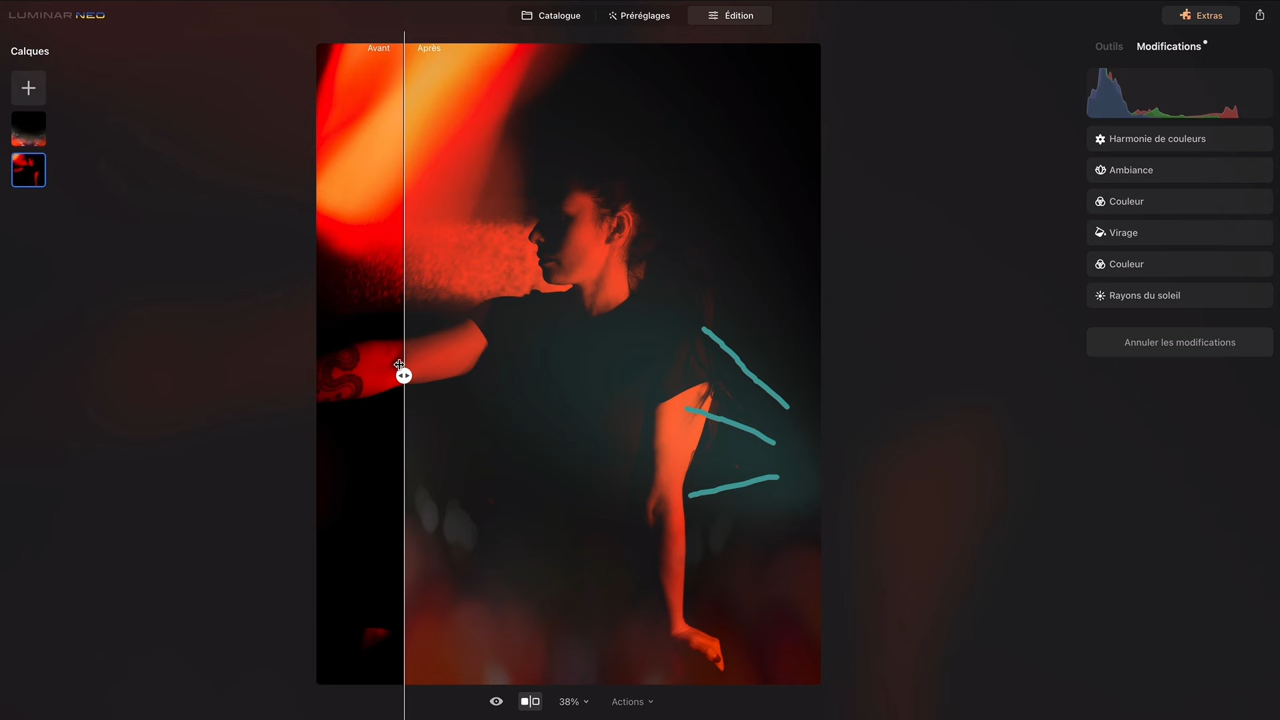 LUMINAR NEO
Catalogue
Préréglages
Édition
Extras
Calques
Avant
Après
Outils
Modifications
Harmonie de couleurs
Ambiance
Couleur
Virage
Couleur
Rayons du soleil
Annuler les modifications
38%
Actions